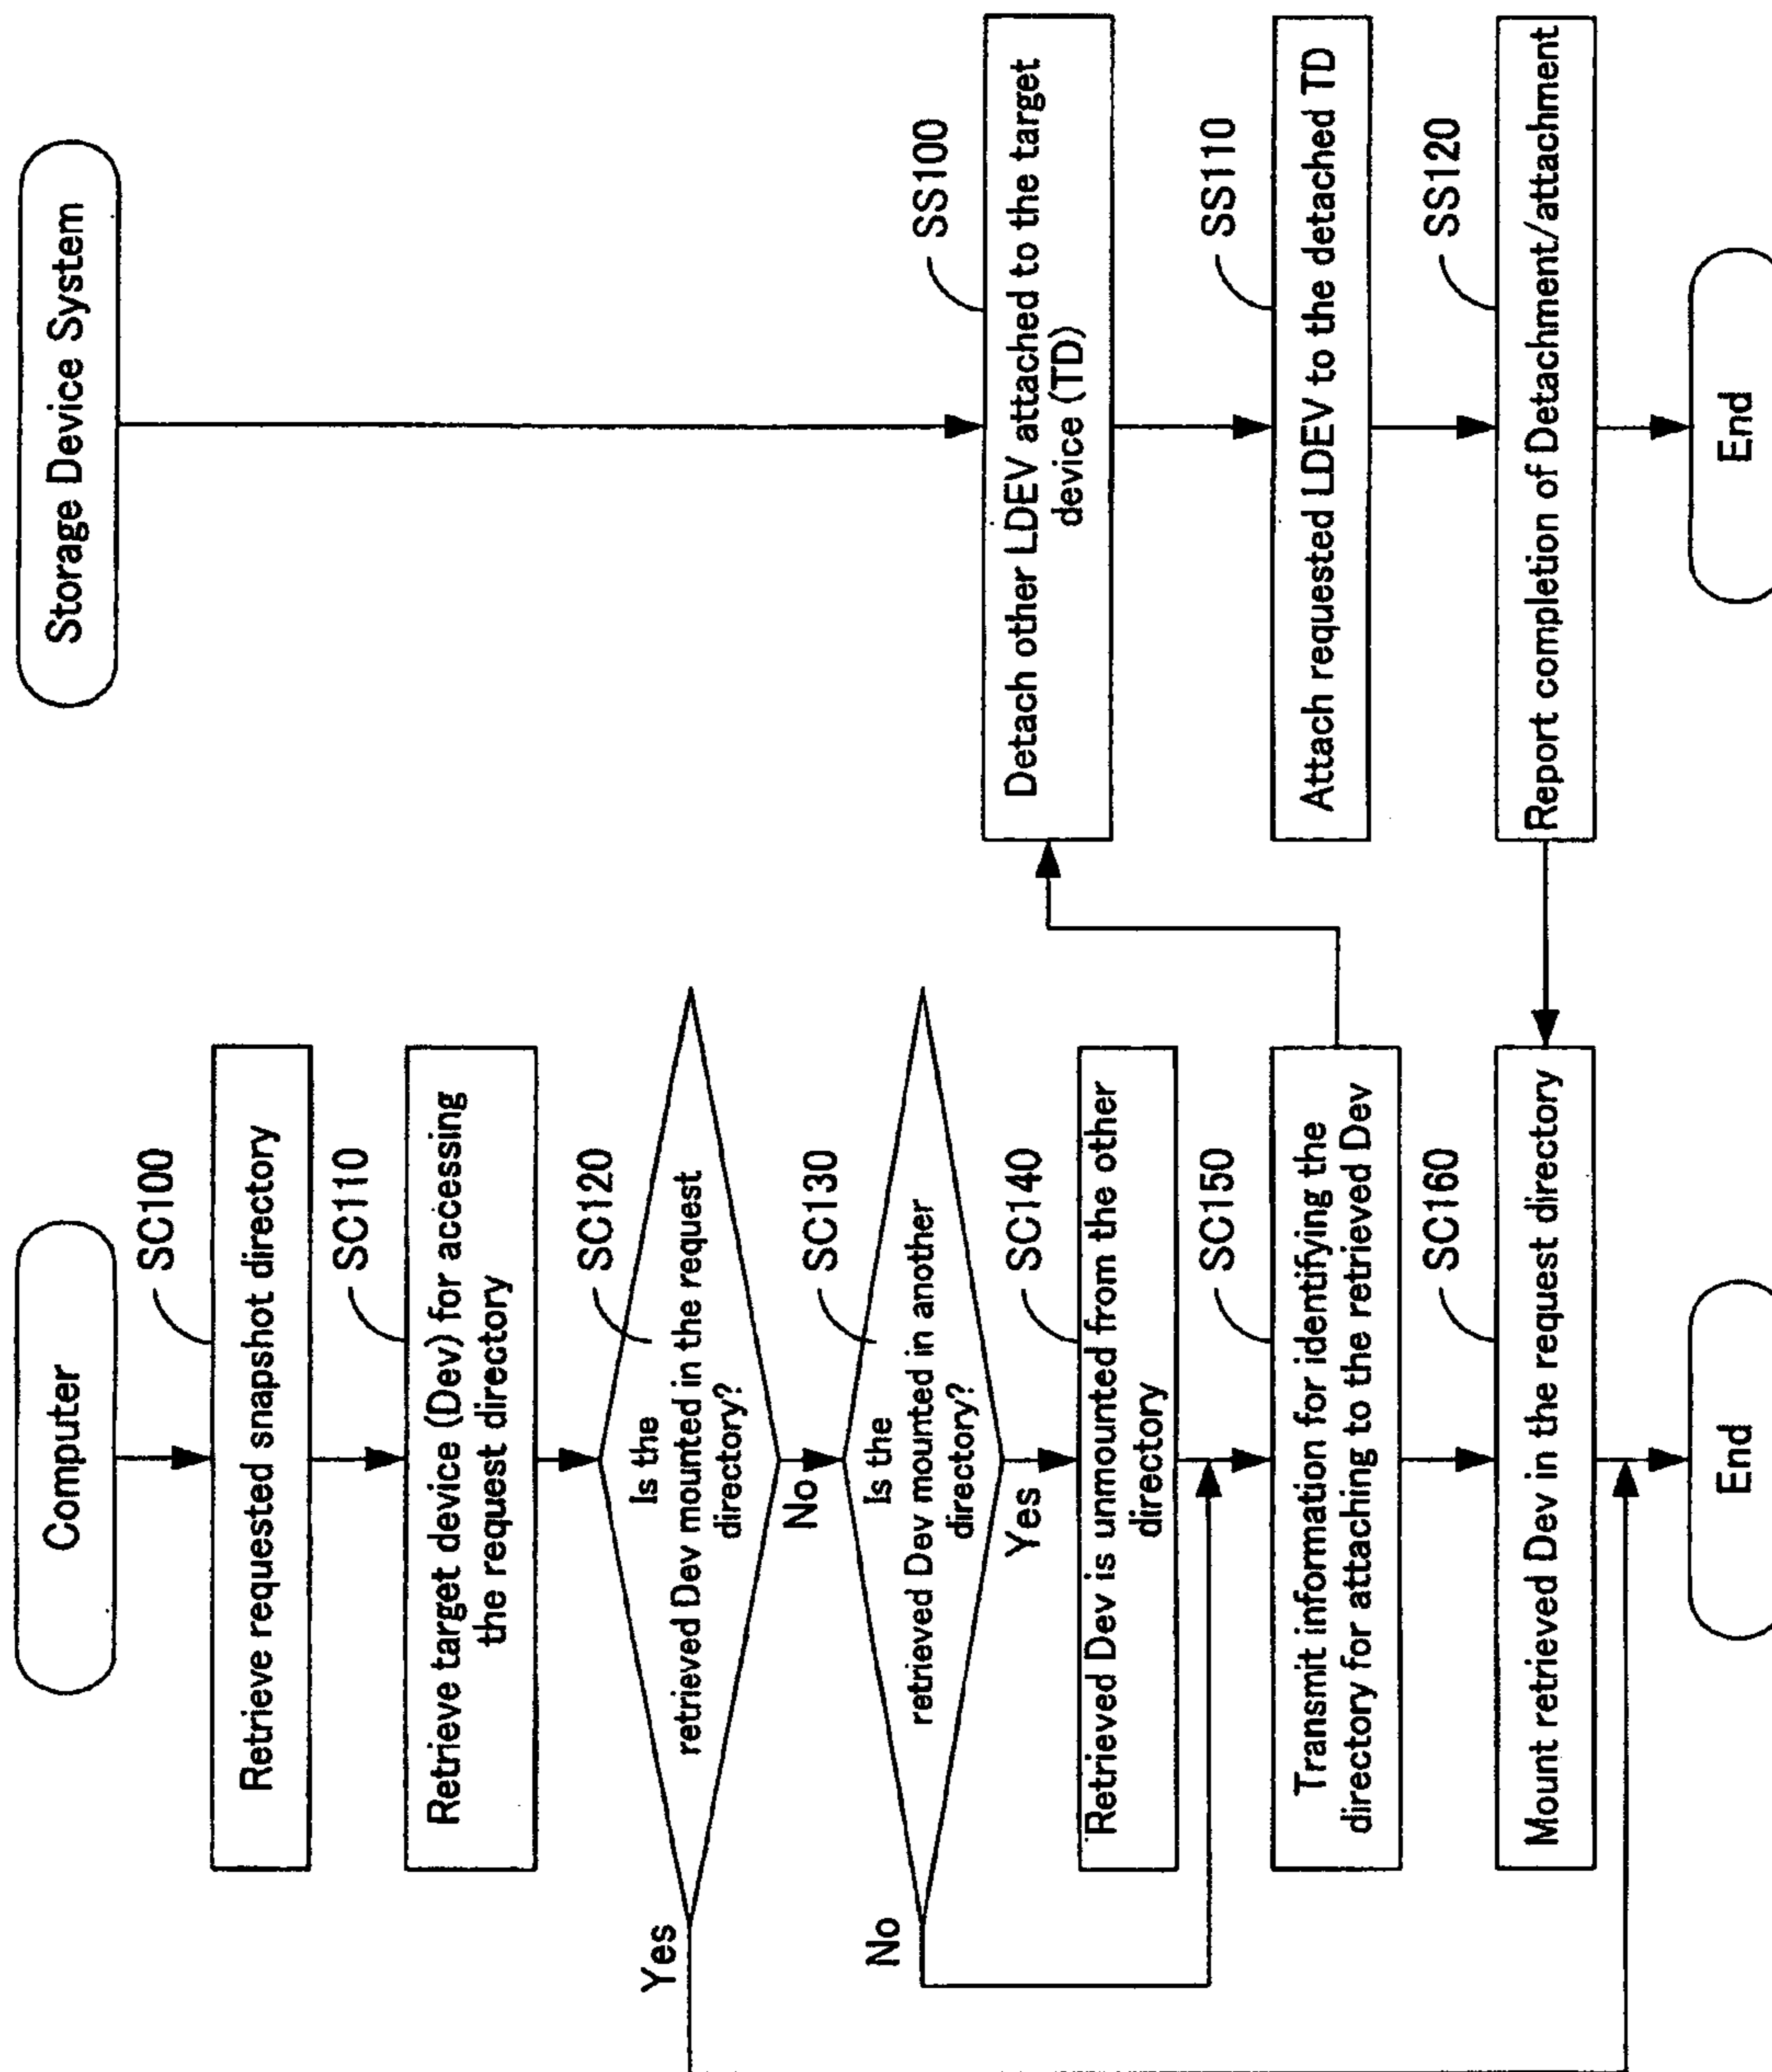 Computer
SC100
Retrieve requested snapshot directory
SC110
Retrieve target device (Dev) for accessing
the request directory
SC120
Is the
retrieved Dev mounted in the request
directory?
Yes
No
SC130
Is the
retrieved Dev mounted in another
directory?
No
Yes
SC140
Retrieved Dev is unmounted from the other
directory
SC150
Transmit information for identifying the
directory for attaching to the retrieved Dev
SC160
Mount retrieved Dev in the request directory
End
Storage Device System
SS100
Detach other LDEV attached to the target
device (TD)
SS110
Attach requested LDEV to the detached TD
SS120
Report completion of Detachment/attachment
End